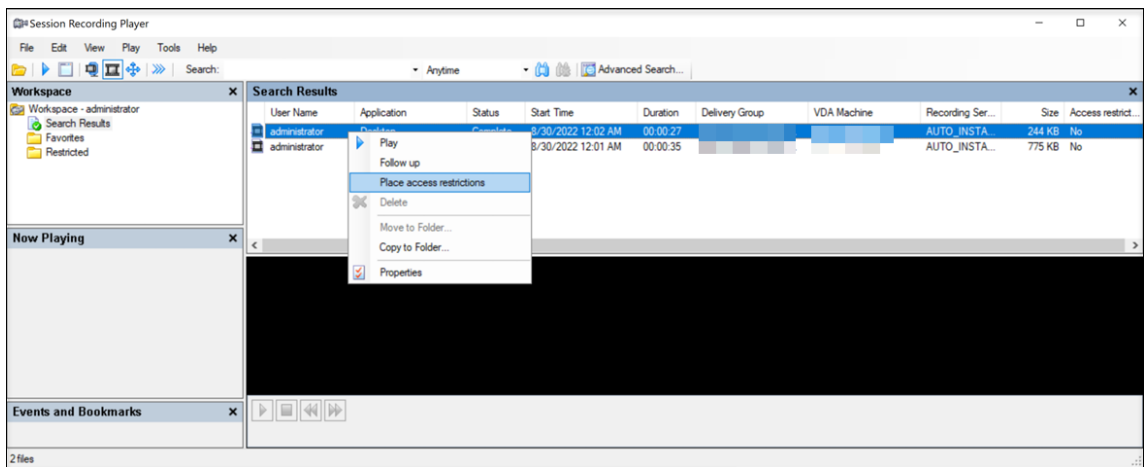 Session Recording Player
File Edit View Play Tools Help
Search: Anytime Advanced Search...
Workspace
Workspace - administrator
Search Results
Favorites
Restricted
Search Results
User Name Application Status Start Time Duration Delivery Group VDA Machine Recording Ser... Size Access restrict...
administrator Desktop Complete 8/30/2022 12:02 AM 00:00:27 AUTO_INSTA... 244 KB No
administrator 8/30/2022 12:01 AM 00:00:35 AUTO_INSTA... 775 KB No
Play
Follow up
Place access restrictions
Delete
Move to Folder...
Copy to Folder...
Properties
Now Playing
Events and Bookmarks
2 files